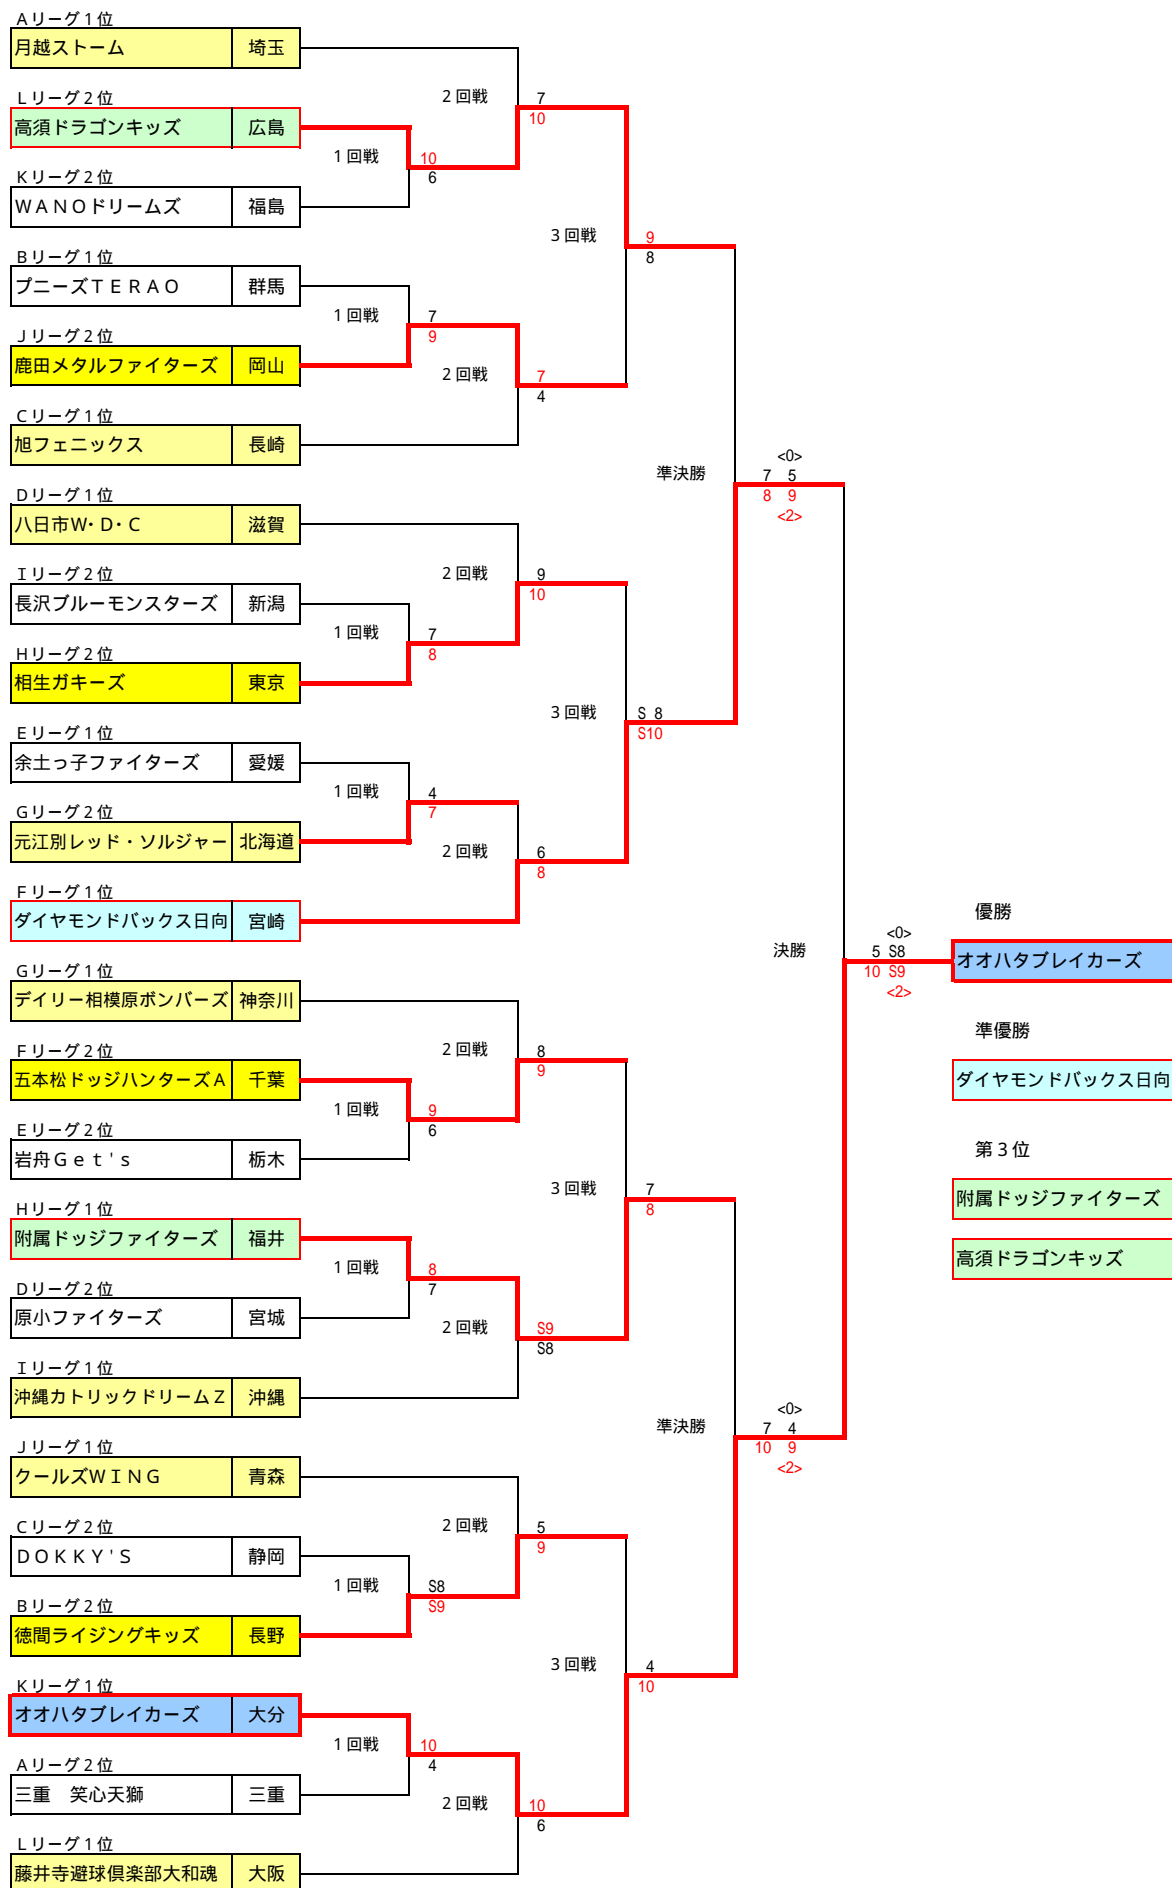 Aリーグ1位
月越ストーム 埼玉
Lリーグ2位
2回戦 7
10
高須ドラゴンキッズ 広島
1回戦 10
6
Kリーグ2位
WANOドリームズ 福島
3回戦 9
8
Bリーグ1位
プニーズTERAO 群馬
1回戦 7
9
Jリーグ2位
鹿田メタルファイターズ 岡山
2回戦 7
4
Cリーグ1位
旭フェニックス 長崎
<0>
準決勝 7 5
8 9
<2>
Dリーグ1位
八日市W・D・C 滋賀
Iリーグ2位
2回戦 9
10
長沢ブルーモンスターズ 新潟
1回戦 7
8
Hリーグ2位
相生ガキーズ 東京
3回戦 S 8
S10
Eリーグ1位
余土っ子ファイターズ 愛媛
1回戦 4
7
Gリーグ2位
元江別レッド・ソルジャー 北海道
2回戦 6
8
Fリーグ1位
ダイヤモンドバックス日向 宮崎
優勝
<0>
決勝 5 S8
10 S9
<2>
オオハタブレイカーズ
Gリーグ1位
デイリー相模原ボンバーズ 神奈川
準優勝
Fリーグ2位
2回戦 8
9
五本松ドッジハンターズA 千葉
ダイヤモンドバックス日向
1回戦 9
6
Eリーグ2位
岩舟Get's 栃木
第3位
3回戦 7
8
附属ドッジファイターズ
Hリーグ1位
附属ドッジファイターズ 福井
高須ドラゴンキッズ
1回戦 8
7
Dリーグ2位
原小ファイターズ 宮城
2回戦 S9
S8
Iリーグ1位
沖縄カトリックドリームZ 沖縄
<0>
準決勝 7 4
10 9
<2>
Jリーグ1位
クールズWING 青森
Cリーグ2位
2回戦 5
9
DOKKY'S 静岡
1回戦 S8
S9
Bリーグ2位
徳間ライジングキッズ 長野
3回戦 4
10
Kリーグ1位
オオハタブレイカーズ 大分
1回戦 10
4
Aリーグ2位
三重 笑心天獅 三重
2回戦 10
6
Lリーグ1位
藤井寺避球倶楽部大和魂 大阪